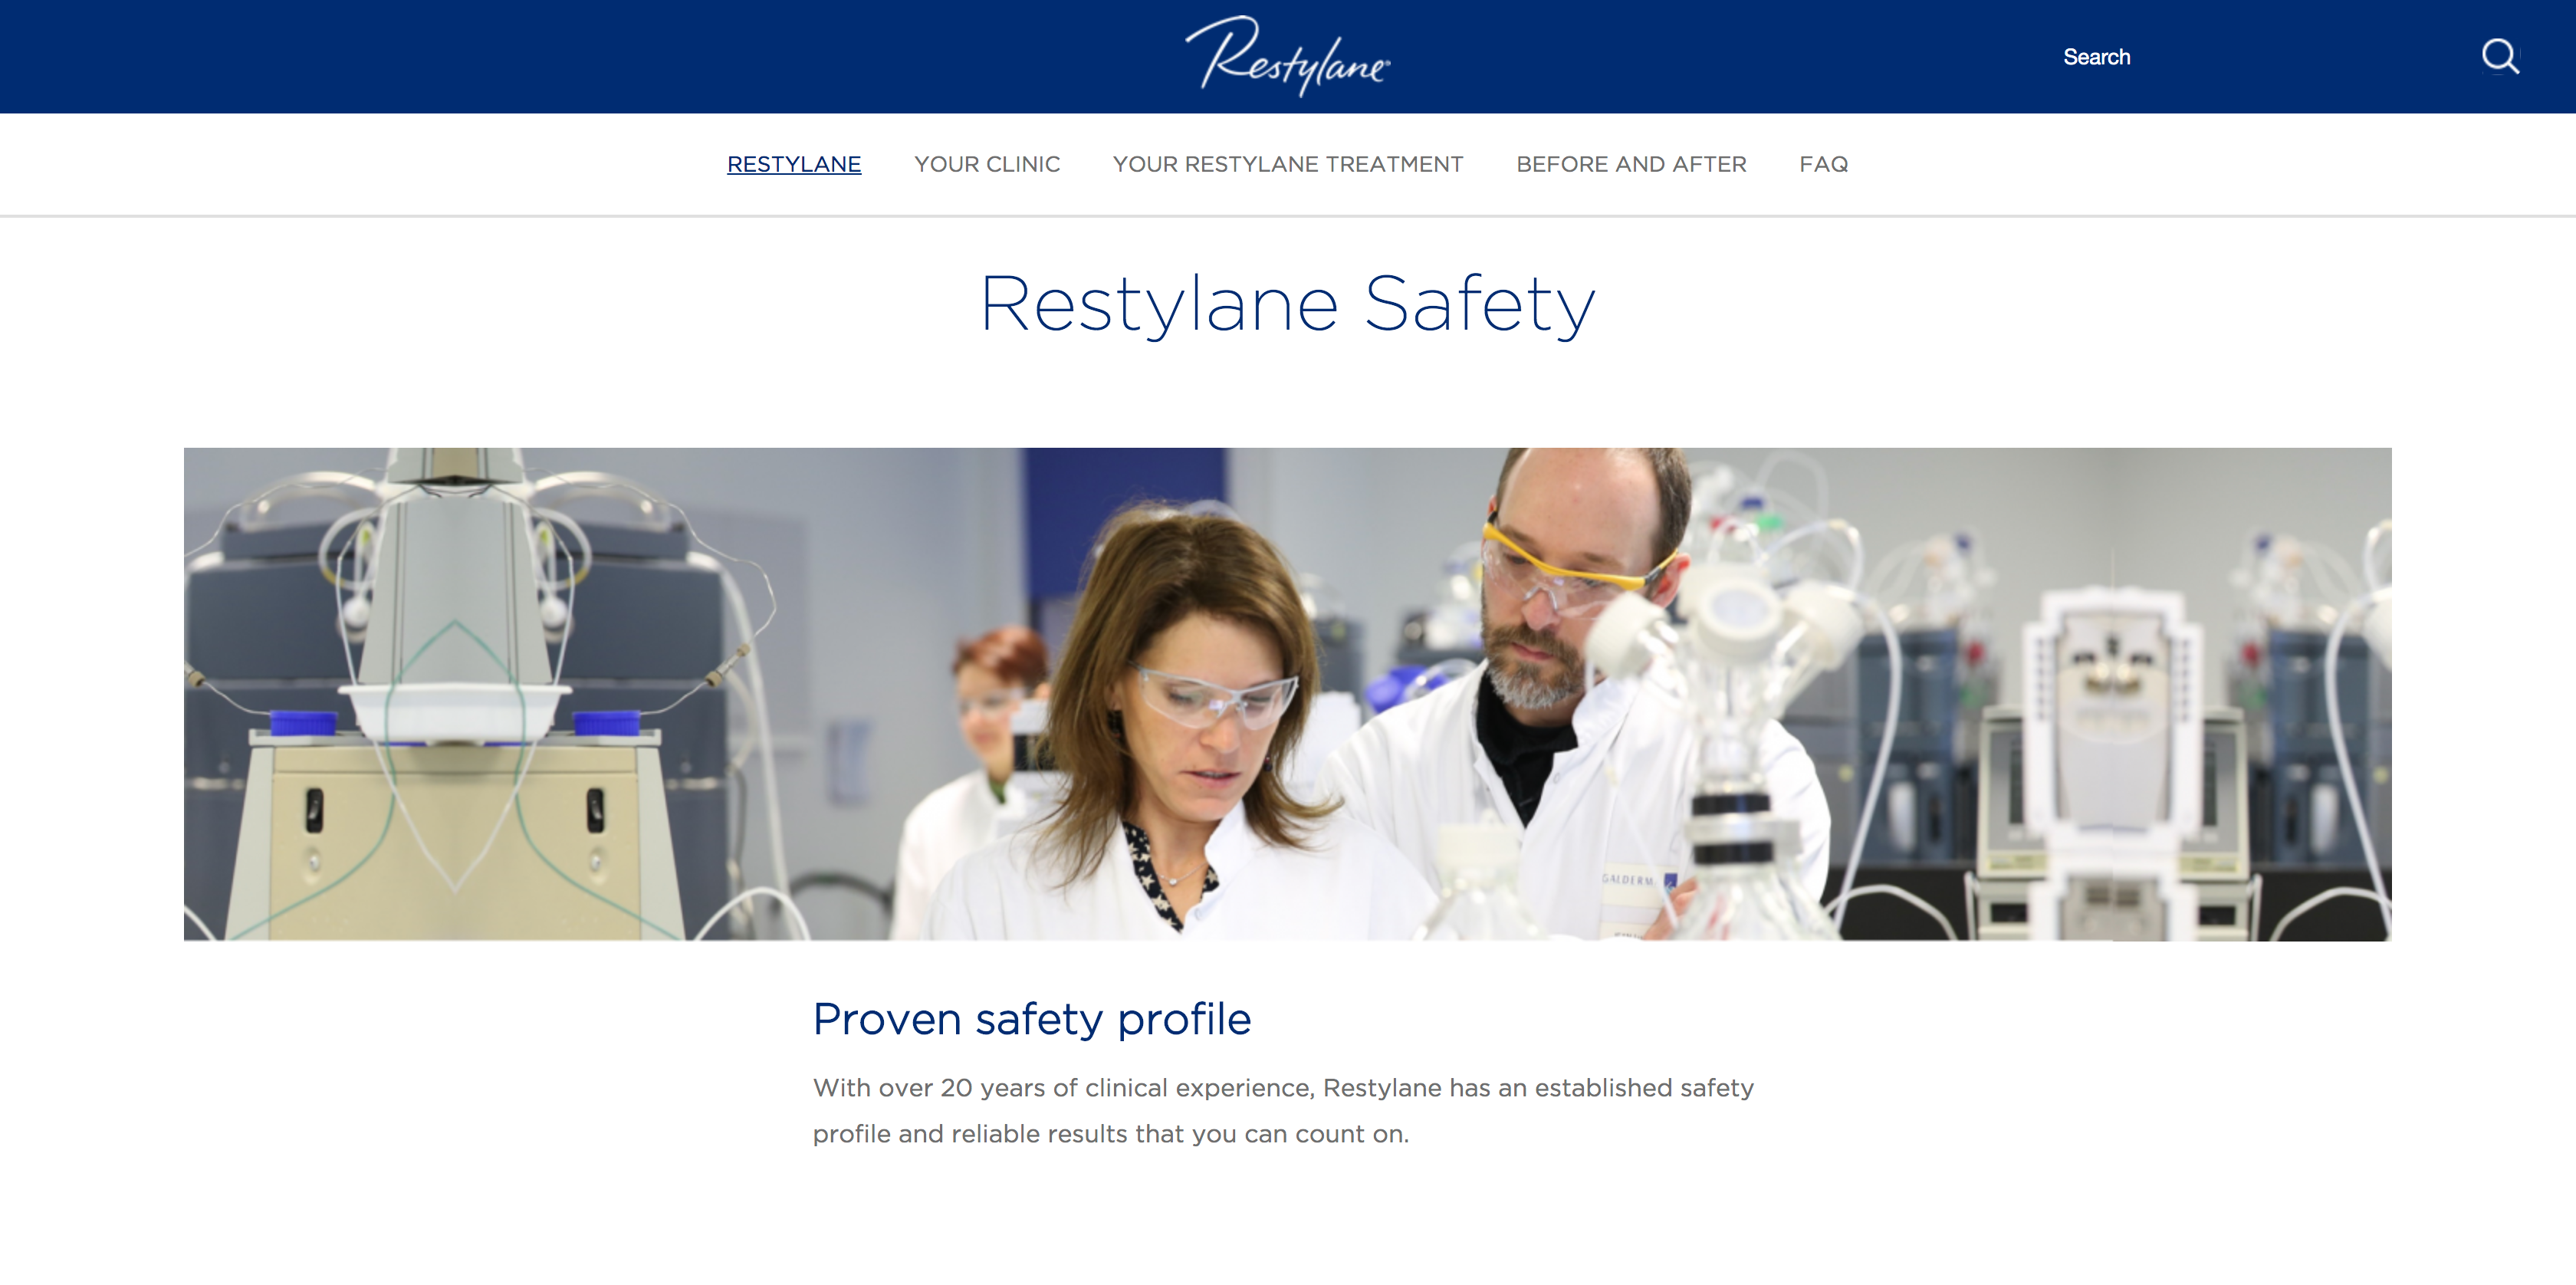 Restylane
Search
RESTYLANE YOUR CLINIC YOUR RESTYLANE TREATMENT BEFORE AND AFTER FAQ
Restylane Safety
GALDERM
Proven safety profile
With over 20 years of clinical experience, Restylane has an established safety
profile and reliable results that you can count on.